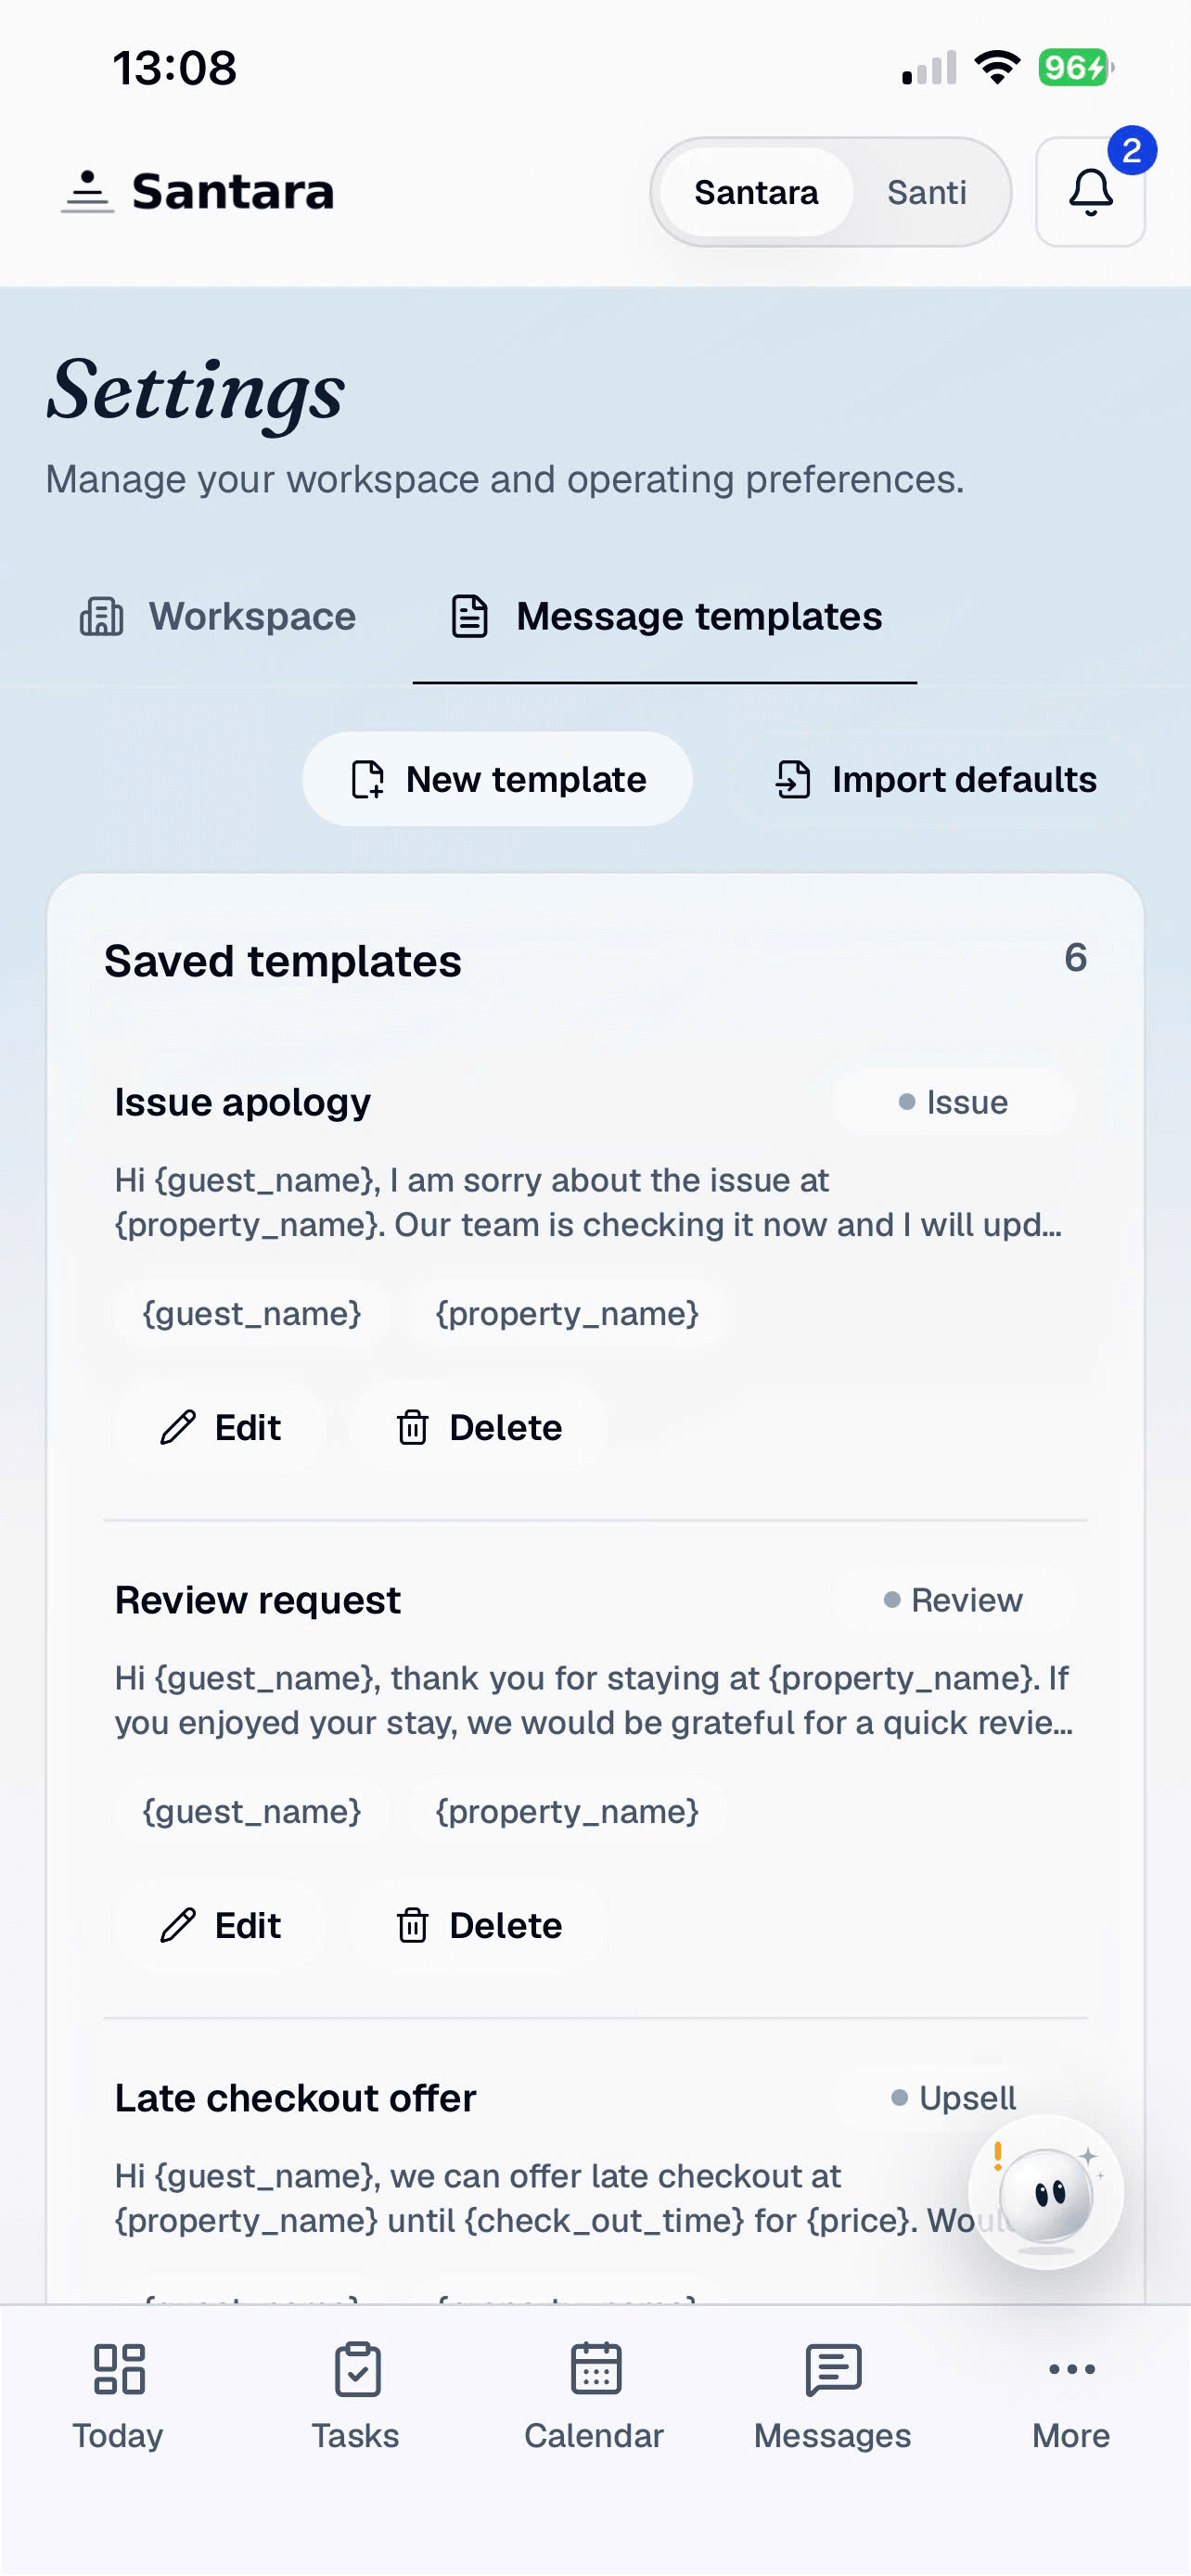 13:08
96
Santara
Santara
Santi
2
Settings
Manage your workspace and operating preferences.
Workspace
Message templates
New template
Import defaults
Saved templates
6
Issue apology
Issue
Hi {guest_name}, I am sorry about the issue at
{property_name}. Our team is checking it now and I will upd...
{guest_name}
{property_name}
Edit
Delete
Review request
Review
Hi {guest_name}, thank you for staying at {property_name}. If
you enjoyed your stay, we would be grateful for a quick revie...
{guest_name}
{property_name}
Edit
Delete
Late checkout offer
Upsell
Hi {guest_name}, we can offer late checkout at
{property_name} until {check_out_time} for {price}.
Today
Tasks
Calendar
Messages
More